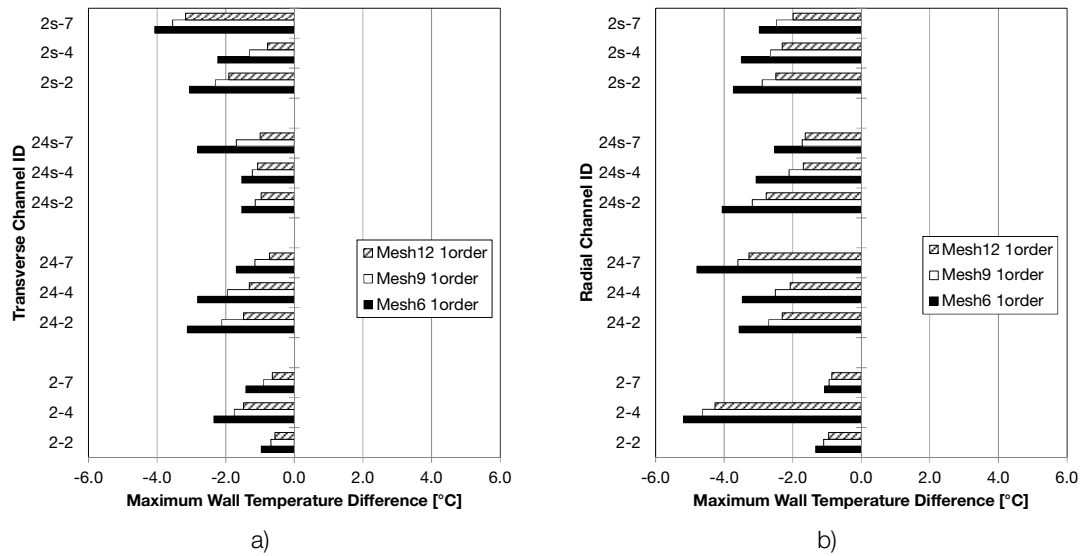 Transverse Channel ID
2s-7
2s-4
2s-2
24s-7
24s-4
24s-2
24-7
24-4
24-2
2-7
2-4
2-2
Mesh12 1order
Mesh9 1order
Mesh6 1order
-6.0 -4.0 -2.0 0.0 2.0 4.0 6.0
Maximum Wall Temperature Difference [°C]
a)
Radial Channel ID
2s-7
2s-4
2s-2
24s-7
24s-4
24s-2
24-7
24-4
24-2
2-7
2-4
2-2
Mesh12 1order
Mesh9 1order
Mesh6 1order
-6.0 -4.0 -2.0 0.0 2.0 4.0 6.0
Maximum Wall Temperature Difference [°C]
b)